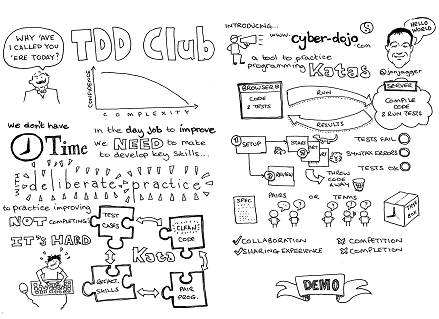 WHY 'AVE
I CALLED YOU
'ERE TODAY?
TDD Club
CONFIDENCE
COMPLEXITY
We don't have
Time
in the day job to improve
we NEED to make
to develop key skills...
WITH deliberate practice
to practice improving
NOT COMPLETING!
IT'S HARD
TEST
CASES
CLEAN
CODE
Kata
REFACT.
SKILLS
PAIR
PROG.
INTRODUCING...
www.
cyber-dojo
.com
a tool to practice
programming Katas
HELLO
WORLD
@jonjagger
BROWSER
CODE
& TESTS
RUN
RESULTS
SERVER
COMPILE
CODE
& RUN TESTS
SETUP
START
TESTS FAIL
SYNTAX ERRORS
TESTS OK
THROW
CODE
AWAY
SPEC
PAIRS
OR
TEAMS
TIME
BOX
COLLABORATION
COMPETITION
SHARING EXPERIENCE
COMPLETION
DEMO